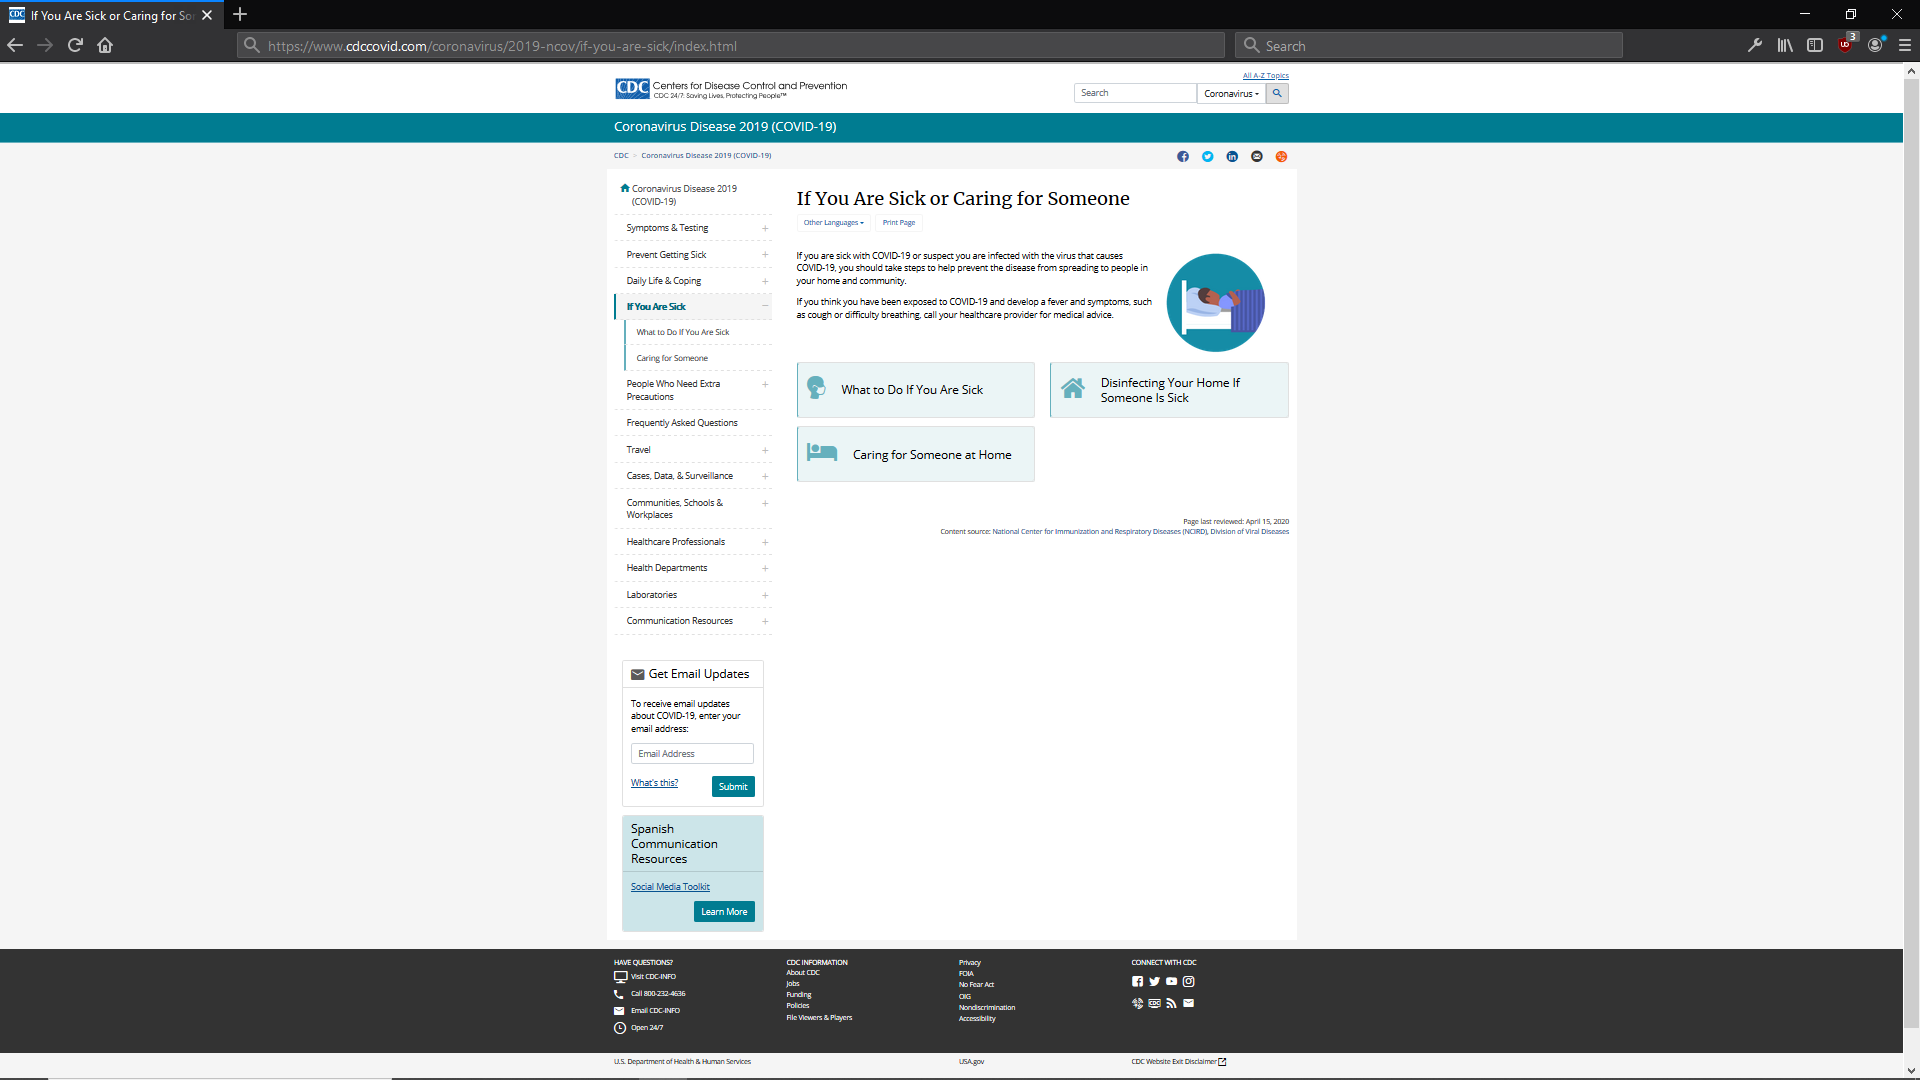 If You Are Sick or Caring for So
https://www.cdccovid.com/coronavirus/2019-ncov/if-you-are-sick/index.html
Search
3
CDC
Centers for Disease Control and Prevention
CDC 24/7: Saving Lives, Protecting People™
All A-Z Topics
Search
Coronavirus
Coronavirus Disease 2019 (COVID-19)
CDC > Coronavirus Disease 2019 (COVID-19)
Coronavirus Disease 2019
(COVID-19)
Symptoms & Testing
Prevent Getting Sick
Daily Life & Coping
If You Are Sick
What to Do If You Are Sick
Caring for Someone
People Who Need Extra
Precautions
Frequently Asked Questions
Travel
Cases, Data, & Surveillance
Communities, Schools &
Workplaces
Healthcare Professionals
Health Departments
Laboratories
Communication Resources
Get Email Updates
To receive email updates
about COVID-19, enter your
email address:
Email Address
What's this?
Submit
Spanish
Communication
Resources
Social Media Toolkit
Learn More
If You Are Sick or Caring for Someone
Other Languages
Print Page
If you are sick with COVID-19 or suspect you are infected with the virus that causes
COVID-19, you should take steps to help prevent the disease from spreading to people in
your home and community.
If you think you have been exposed to COVID-19 and develop a fever and symptoms, such
as cough or difficulty breathing, call your healthcare provider for medical advice.
What to Do If You Are Sick
Disinfecting Your Home If
Someone Is Sick
Caring for Someone at Home
Page last reviewed: April 15, 2020
Content source: National Center for Immunization and Respiratory Diseases (NCIRD), Division of Viral Diseases
HAVE QUESTIONS?
Visit CDC-INFO
Call 800-232-4636
Email CDC-INFO
Open 24/7
CDC INFORMATION
About CDC
Jobs
Funding
Policies
File Viewers & Players
Privacy
FOIA
No Fear Act
OIG
Nondiscrimination
Accessibility
CONNECT WITH CDC
U.S. Department of Health & Human Services
USA.gov
CDC Website Exit Disclaimer